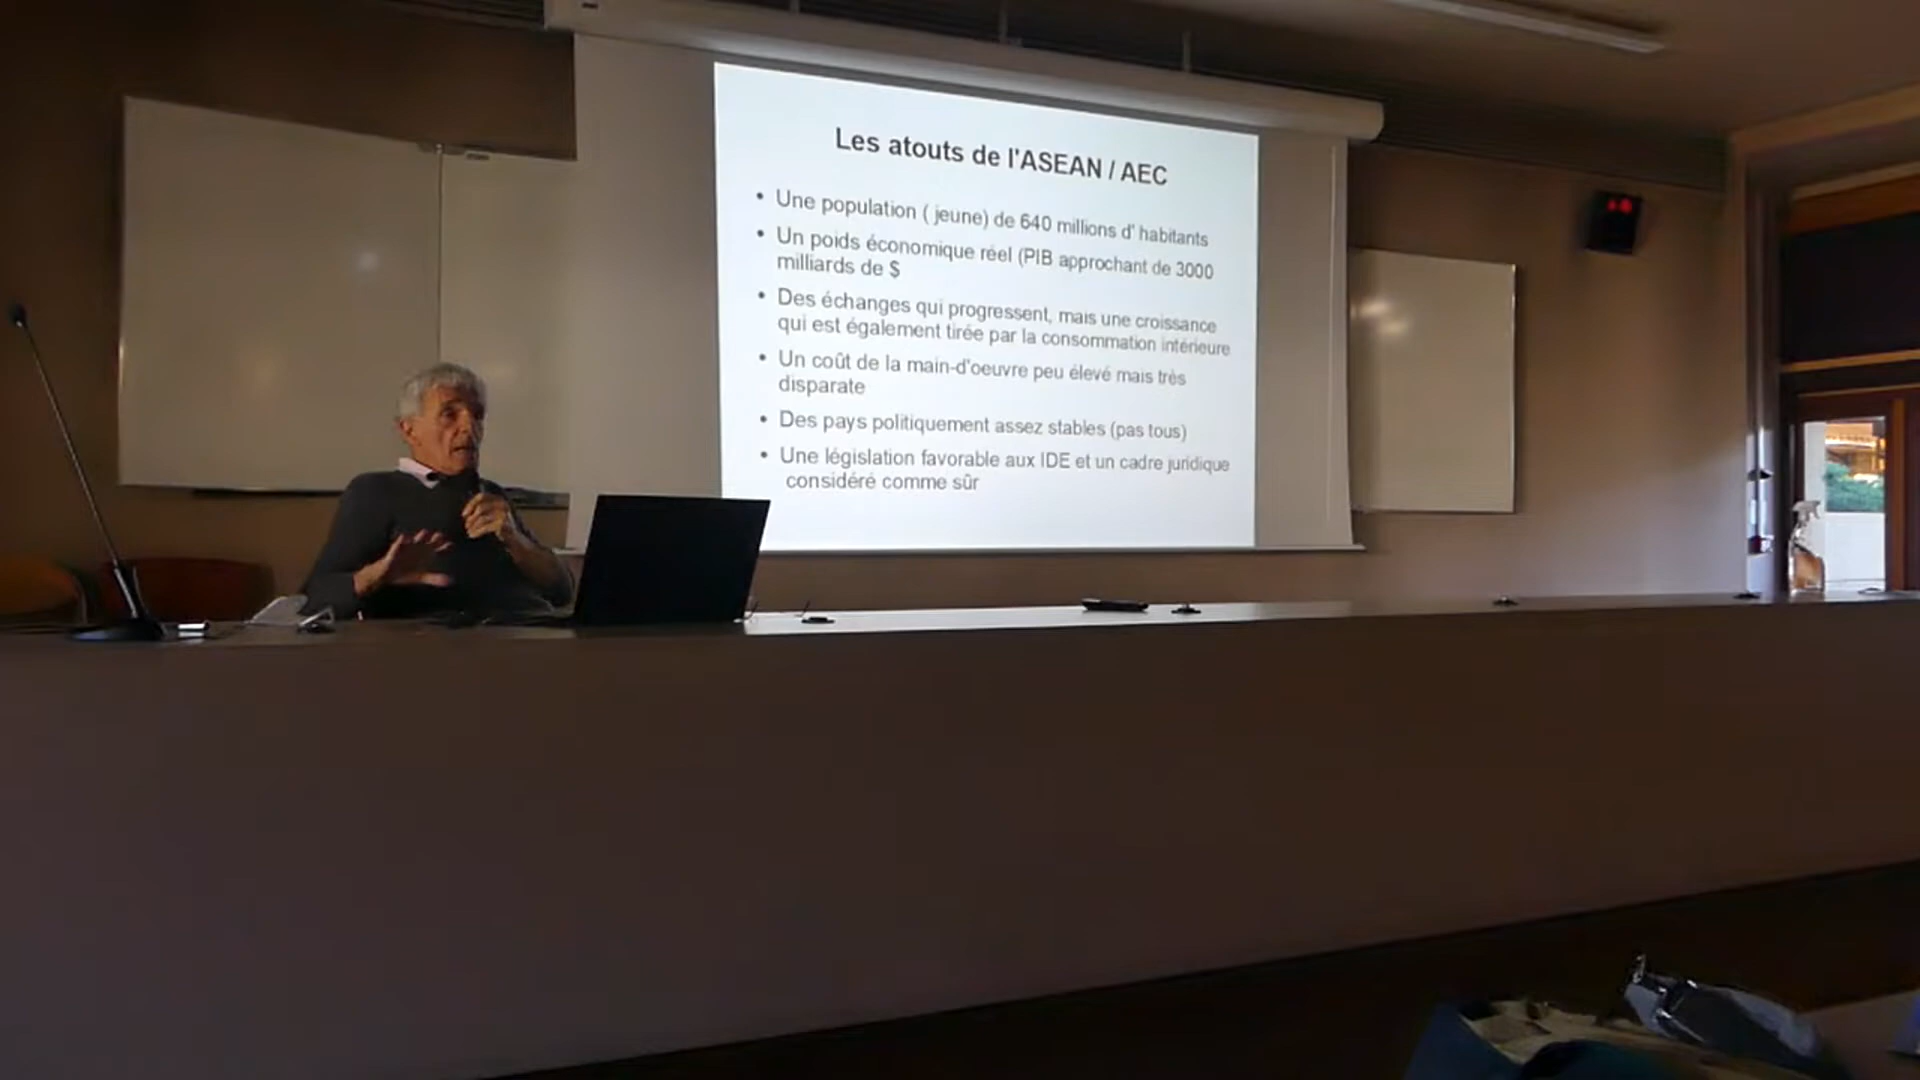 Les atouts de l'ASEAN / AEC
• Une population ( jeune) de 640 millions d' habitants
• Un poids économique réel (PIB approchant de 3000
milliards de $
• Des échanges qui progressent, mais une croissance
qui est également tirée par la consommation intérieure
• Un coût de la main-d'oeuvre peu élevé mais très
disparate
• Des pays politiquement assez stables (pas tous)
• Une législation favorable aux IDE et un cadre juridique
considéré comme sûr